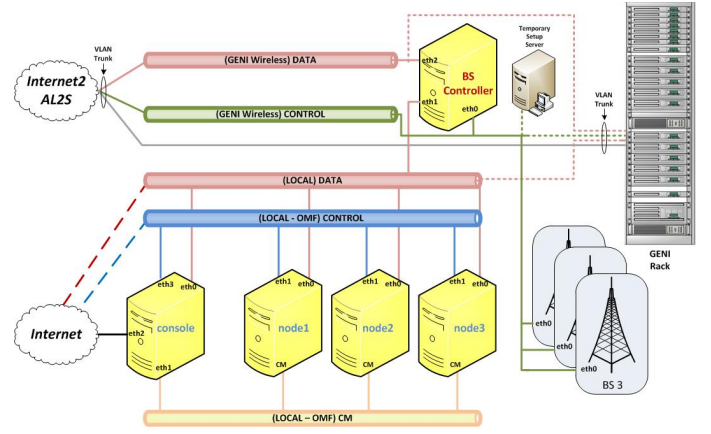 Internet2
AL2S
VLAN
Trunk
(GENI Wireless) DATA
(GENI Wireless) CONTROL
eth2
BS
Controller
eth1
eth0
Temporary
Setup
Server
VLAN
Trunk
GENI
Rack
(LOCAL) DATA
(LOCAL - OMF) CONTROL
Internet
eth3
eth0
console
eth2
eth1
eth1
eth0
node1
CM
eth1
eth0
node2
CM
eth1
eth0
node3
CM
(LOCAL – OMF) CM
eth0
eth0
eth0
BS 3